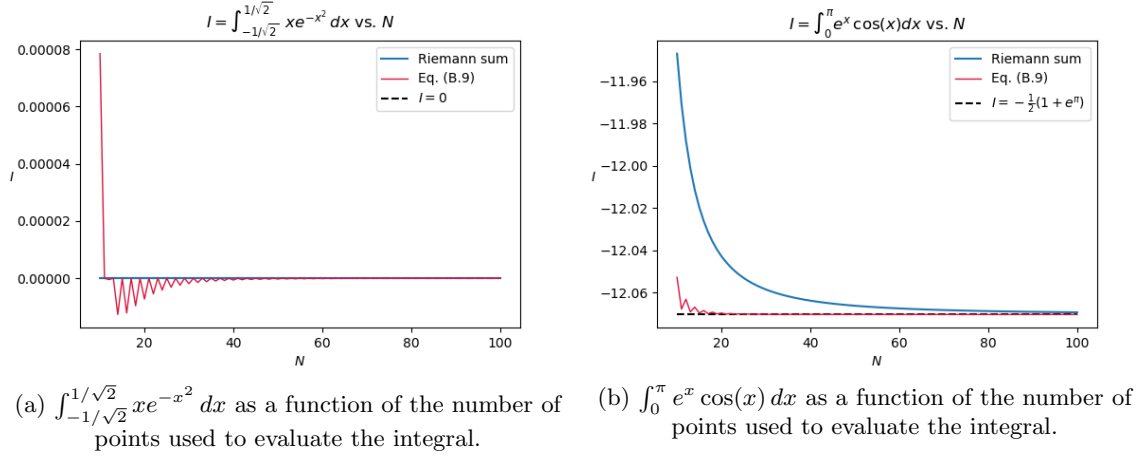 I = ∫_{-1/√2}^{1/√2} xe^{-x²} dx vs. N
0.00008
0.00006
0.00004
0.00002
0.00000
I
20
40
60
80
100
N
Riemann sum
Eq. (B.9)
I = 0
(a) ∫_{-1/√2}^{1/√2} xe^{-x²} dx as a function of the number of
points used to evaluate the integral.
I = ∫_0^π e^x cos(x)dx vs. N
−11.96
−11.98
−12.00
−12.02
−12.04
−12.06
I
20
40
60
80
100
N
Riemann sum
Eq. (B.9)
I = −½(1 + e^π)
(b) ∫_0^π e^x cos(x) dx as a function of the number of
points used to evaluate the integral.